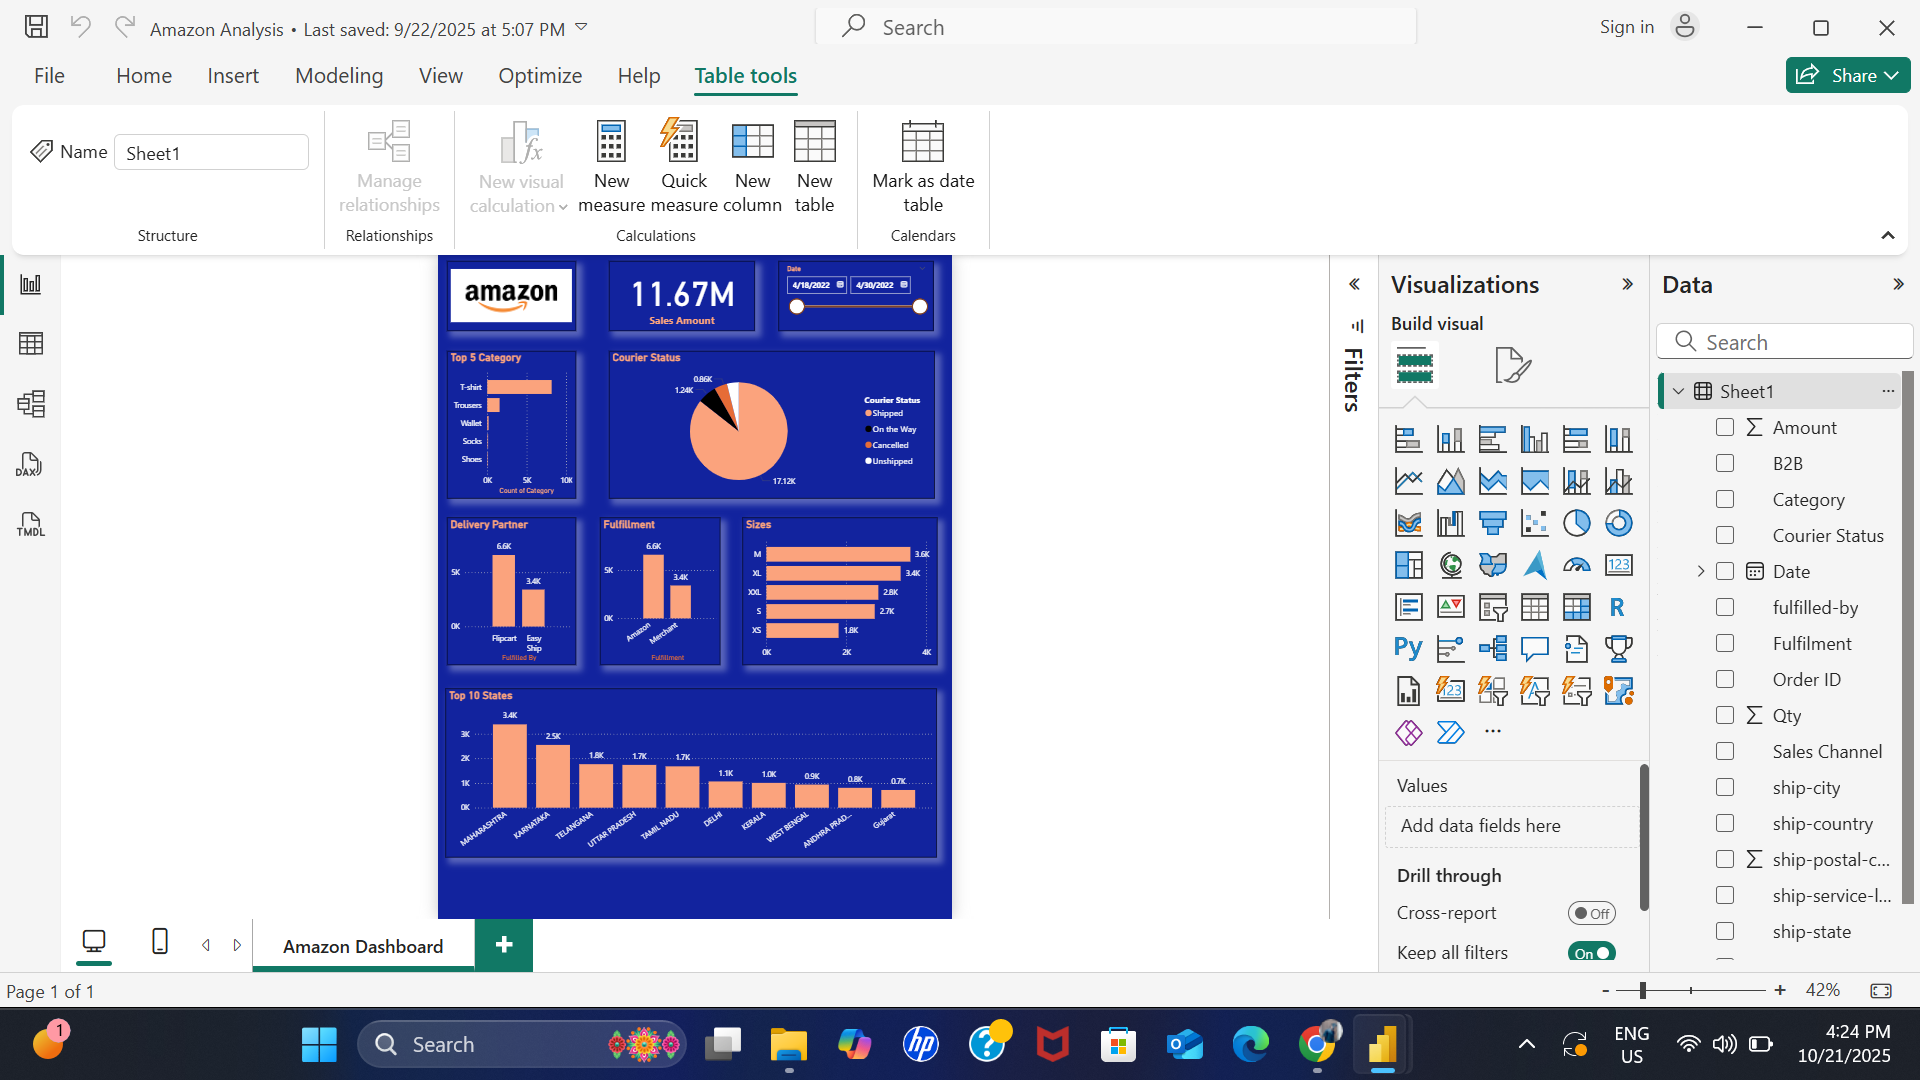 Amazon Analysis • Last saved: 9/22/2025 at 5:07 PM
Search
Sign in
File Home Insert Modeling View Optimize Help Table tools
Share
Name Sheet1
Manage relationships
New visual calculation
New measure
Quick measure
New column
New table
Mark as date table
Structure
Relationships
Calculations
Calendars
amazon
11.67M
Sales Amount
Date
4/18/2022
4/30/2022
Top 5 Category
T-shirt
Trousers
Wallet
Socks
Shoes
0K 5K 10K
Count of Category
Courier Status
0.86K
1.24K
17.12K
Courier Status
Shipped
On the Way
Cancelled
Unshipped
Delivery Partner
6.6K
3.4K
5K
0K
Flipcart
Easy Ship
Fulfilled By
Fulfillment
6.6K
3.4K
5K
0K
Amazon
Merchant
Fulfillment
Sizes
M 3.6K
XL 3.4K
XXL 2.8K
S 2.7K
XS 1.8K
0K 2K 4K
Top 10 States
3K
2K
1K
0K
3.4K 2.5K 1.8K 1.7K 1.7K 1.1K 1.0K 0.9K 0.8K 0.7K
MAHARASHTRA
KARNATAKA
TELANGANA
UTTAR PRADESH
TAMIL NADU
DELHI
KERALA
WEST BENGAL
ANDHRA PRAD...
Gujarat
Filters
Visualizations
Build visual
123
R
Py
123
Values
Add data fields here
Drill through
Cross-report
Off
Keep all filters
On
Data
Search
Sheet1
Amount
B2B
Category
Courier Status
Date
fulfilled-by
Fulfilment
Order ID
Qty
Sales Channel
ship-city
ship-country
ship-postal-c...
ship-service-l...
ship-state
DAX
TMDL
Amazon Dashboard
Page 1 of 1
- + 42%
1
Search
hp
ENG
US
4:24 PM
10/21/2025